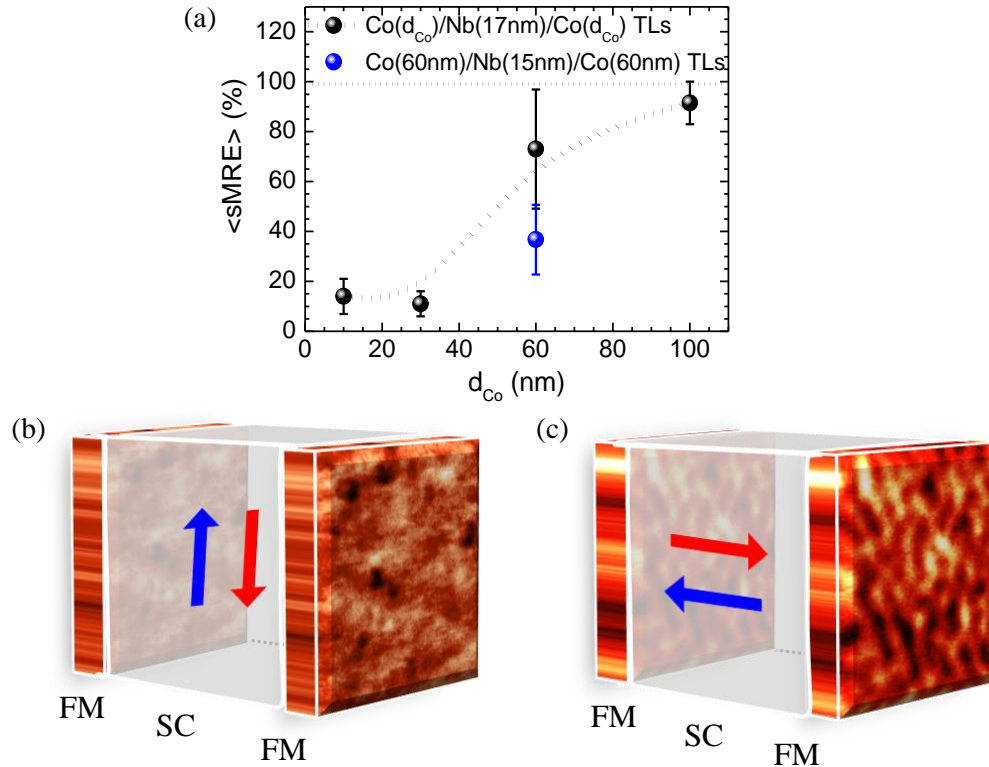 (a)
Co(d_Co)/Nb(17nm)/Co(d_Co) TLs
Co(60nm)/Nb(15nm)/Co(60nm) TLs
<sMRE> (%)
120
100
80
60
40
20
0
0 20 40 60 80 100
d_Co (nm)
(b) (c)
FM SC FM
FM SC FM